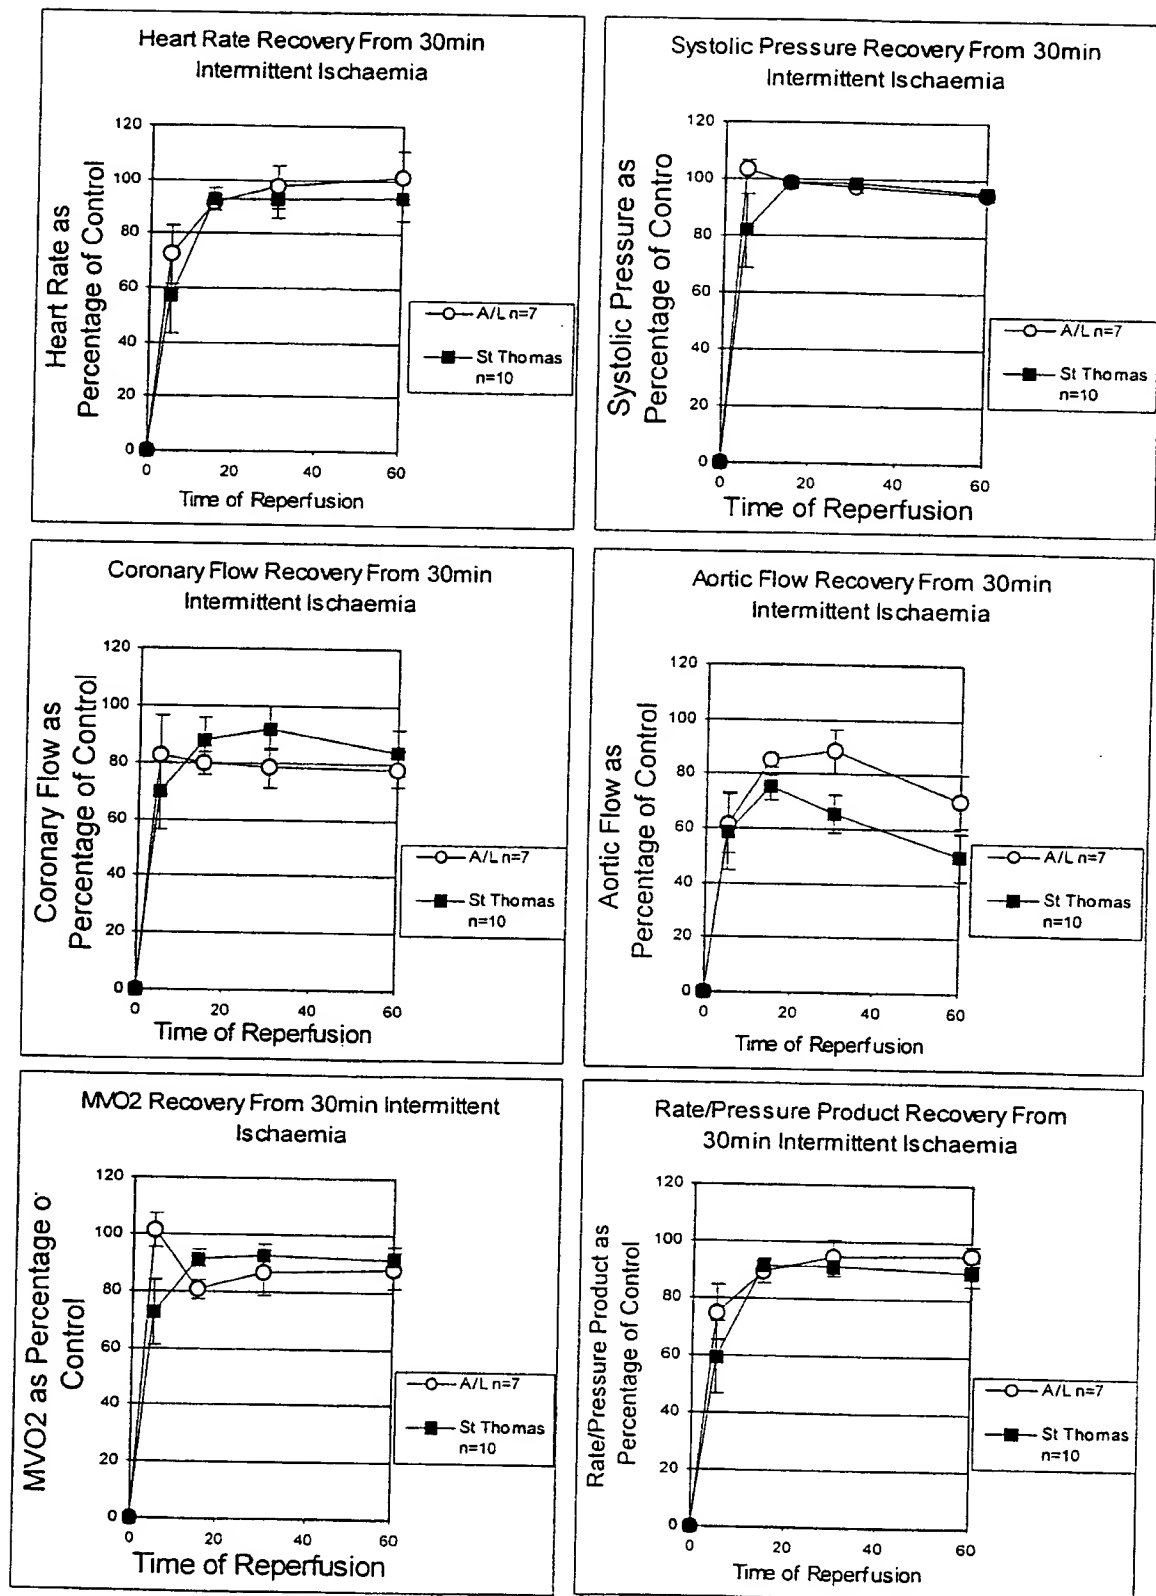 Heart Rate Recovery From 30min
Intermittent Ischaemia
Heart Rate as
Percentage of Control
120
100
80
60
40
20
0
0 20 40 60
Time of Reperfusion
A/L n=7
St Thomas
n=10
Systolic Pressure Recovery From 30min
Intermittent Ischaemia
Systolic Pressure as
Percentage of Contro
120
100
80
60
40
20
0
0 20 40 60
Time of Reperfusion
A/L n=7
St Thomas
n=10
Coronary Flow Recovery From 30min
Intermittent Ischaemia
Coronary Flow as
Percentage of Control
120
100
80
60
40
20
0
0 20 40 60
Time of Reperfusion
A/L n=7
St Thomas
n=10
Aortic Flow Recovery From 30min
Intermittent Ischaemia
Aortic Flow as
Percentage of Control
120
100
80
60
40
20
0
0 20 40 60
Time of Reperfusion
A/L n=7
St Thomas
n=10
MVO2 Recovery From 30min Intermittent
Ischaemia
MVO2 as Percentage o
Control
120
100
80
60
40
20
0
0 20 40 60
Time of Reperfusion
A/L n=7
St Thomas
n=10
Rate/Pressure Product Recovery From
30min Intermittent Ischaemia
Rate/Pressure Product as
Percentage of Control
120
100
80
60
40
20
0
0 20 40 60
Time of Reperfusion
A/L n=7
St Thomas
n=10